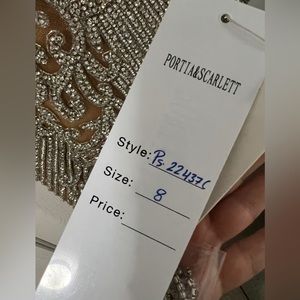 PORTIA&SCARLETT
Style: Ps 22437C
Size: 8
Price: